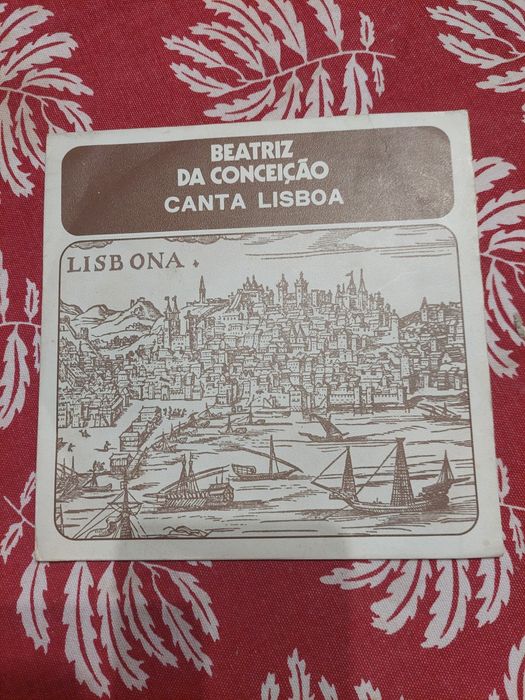 BEATRIZ
DA CONCEIÇÃO
CANTA LISBOA
LISBONA.